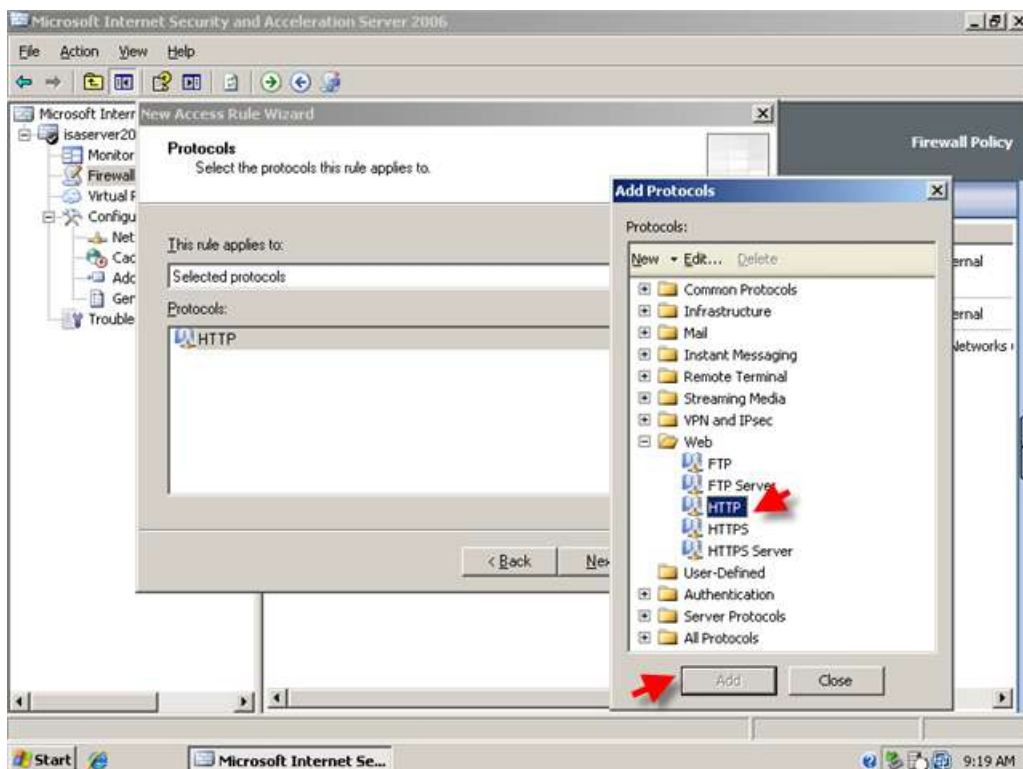 Microsoft Internet Security and Acceleration Server 2006
File Action View Help
Microsoft Interr
isaserver20
Monitor
Firewall
Virtual F
Configu
Net
Cac
Add
Ger
Trouble
New Access Rule Wizard
Protocols
Select the protocols this rule applies to.
This rule applies to:
Selected protocols
Protocols:
HTTP
< Back Nex
Firewall Policy
ernal
ernal
Networks
Add Protocols
Protocols:
New Edit... Delete
Common Protocols
Infrastructure
Mail
Instant Messaging
Remote Terminal
Streaming Media
VPN and IPsec
Web
FTP
FTP Server
HTTP
HTTPS
HTTPS Server
User-Defined
Authentication
Server Protocols
All Protocols
Add Close
Start Microsoft Internet Se... 9:19 AM